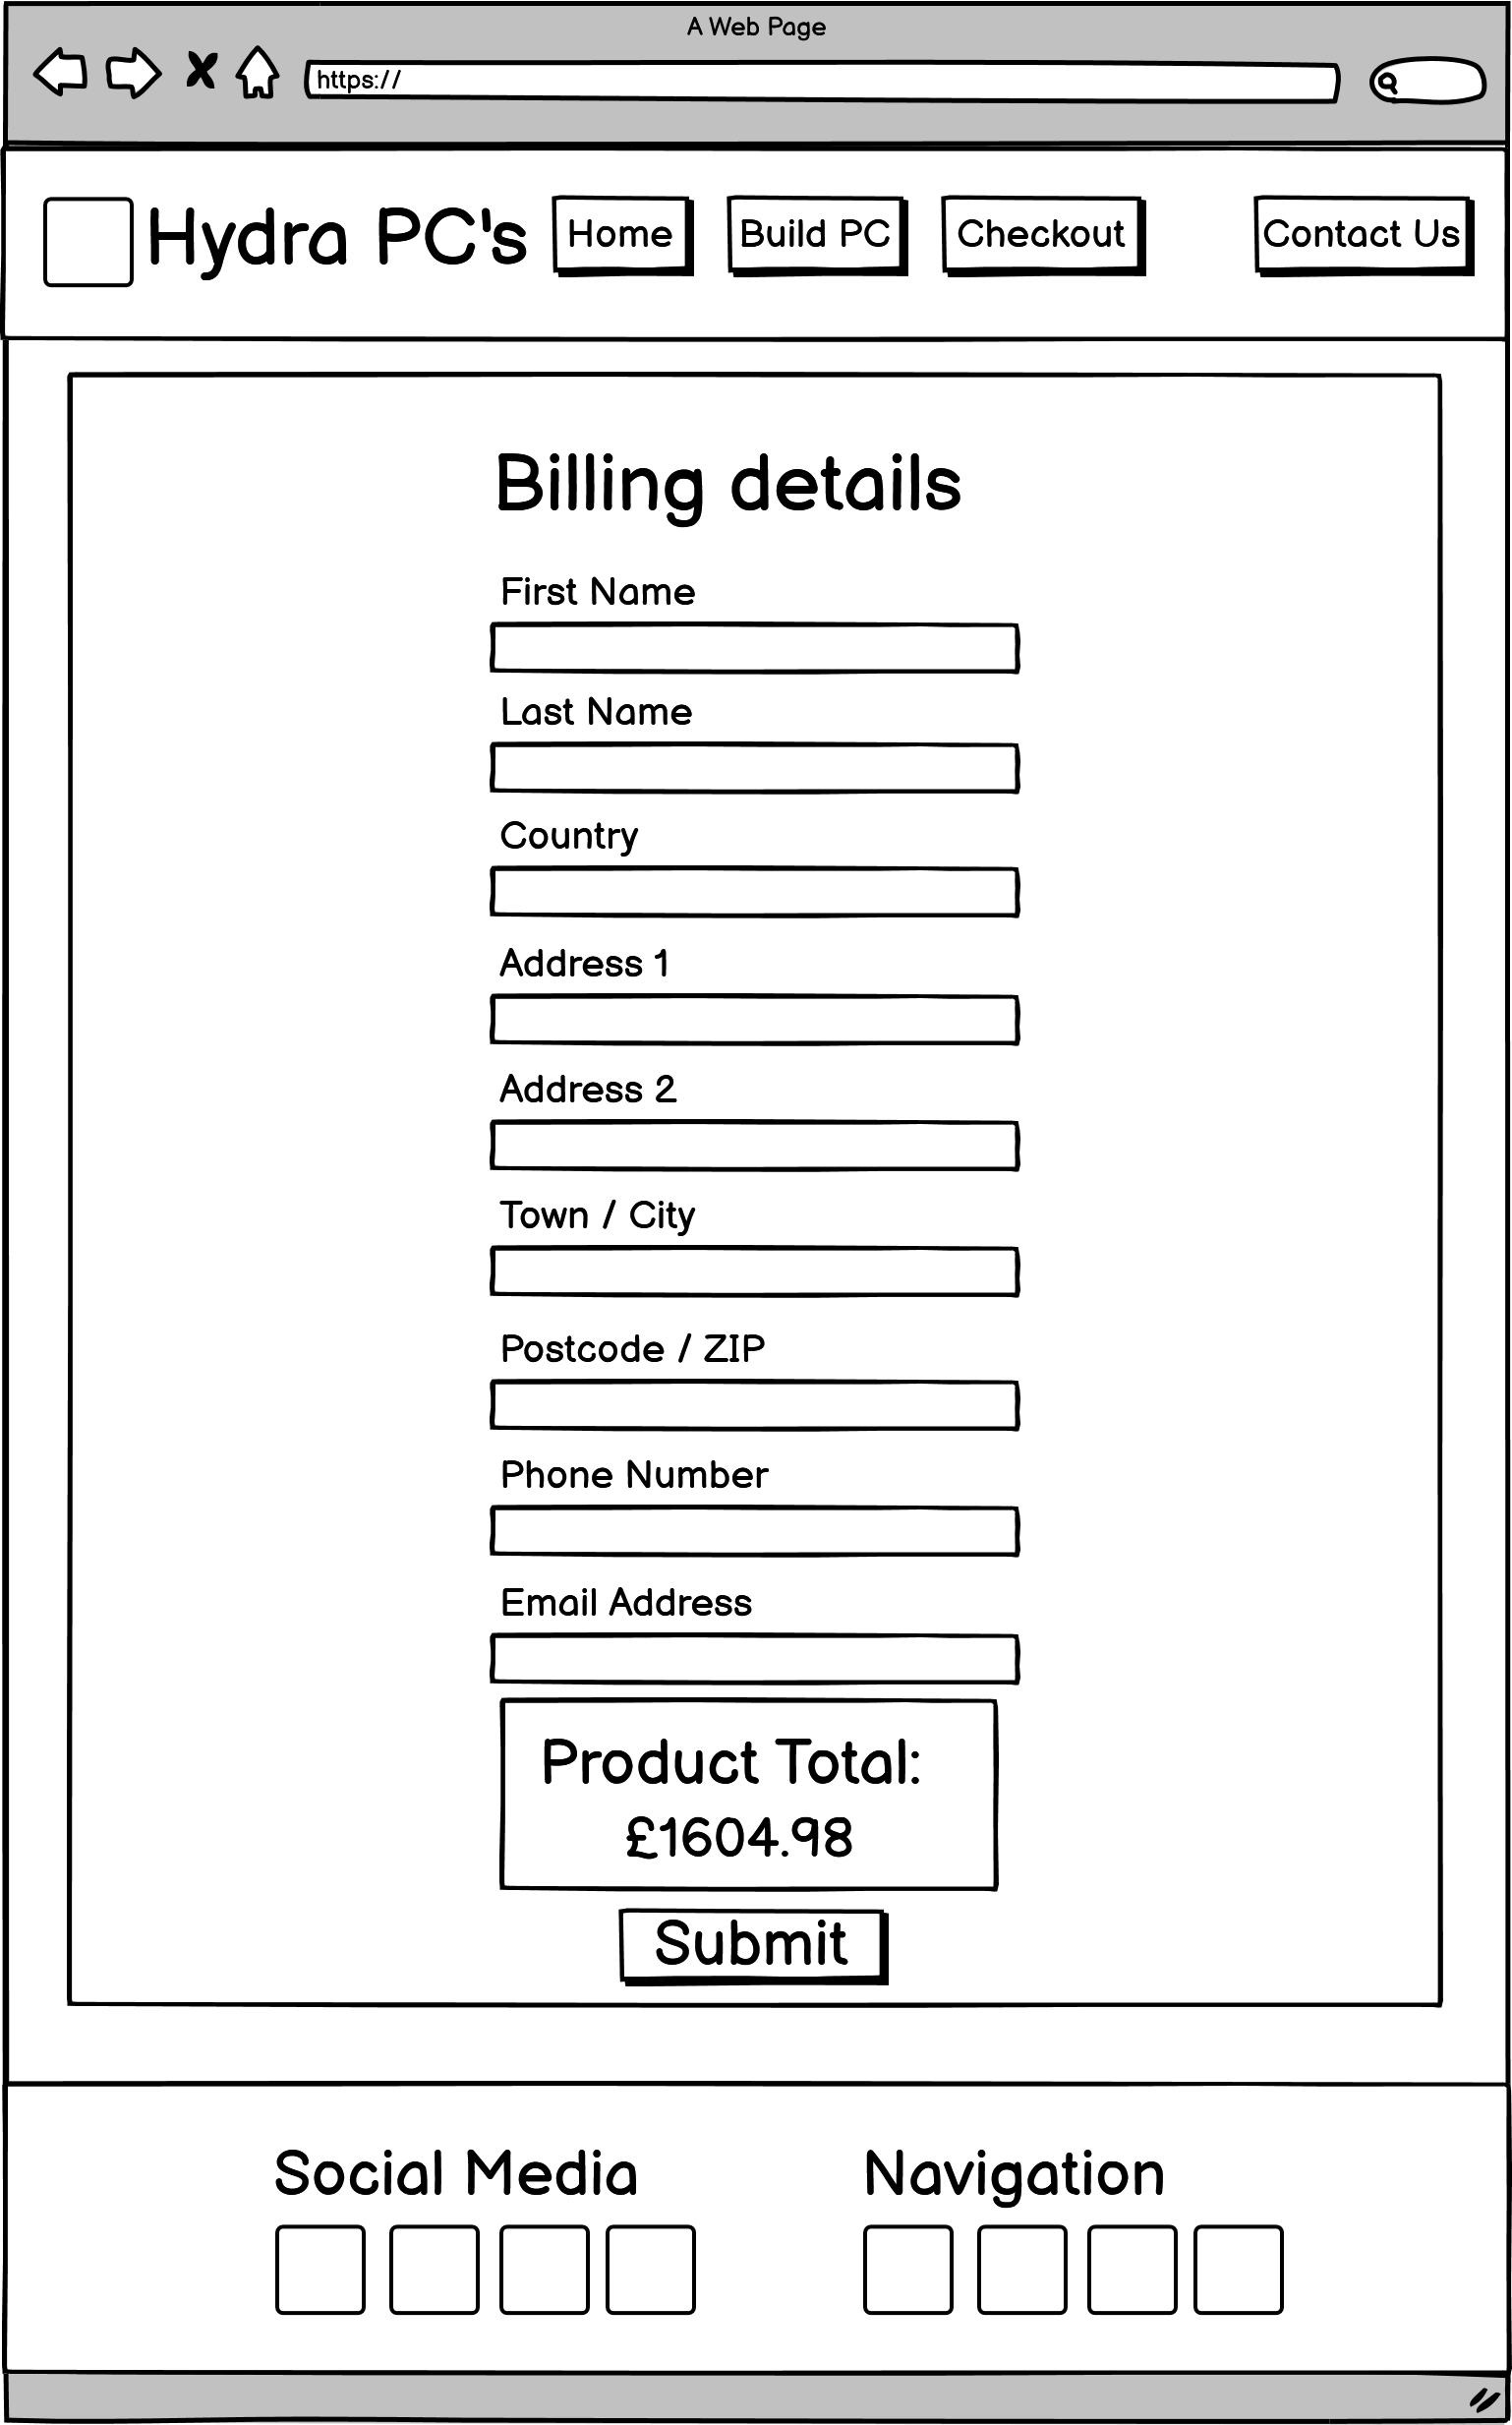 A Web Page
https://
Hydra PC's Home Build PC Checkout Contact Us
Billing details
First Name
Last Name
Country
Address 1
Address 2
Town / City
Postcode / ZIP
Phone Number
Email Address
Product Total:
£1604.98
Submit
Social Media Navigation